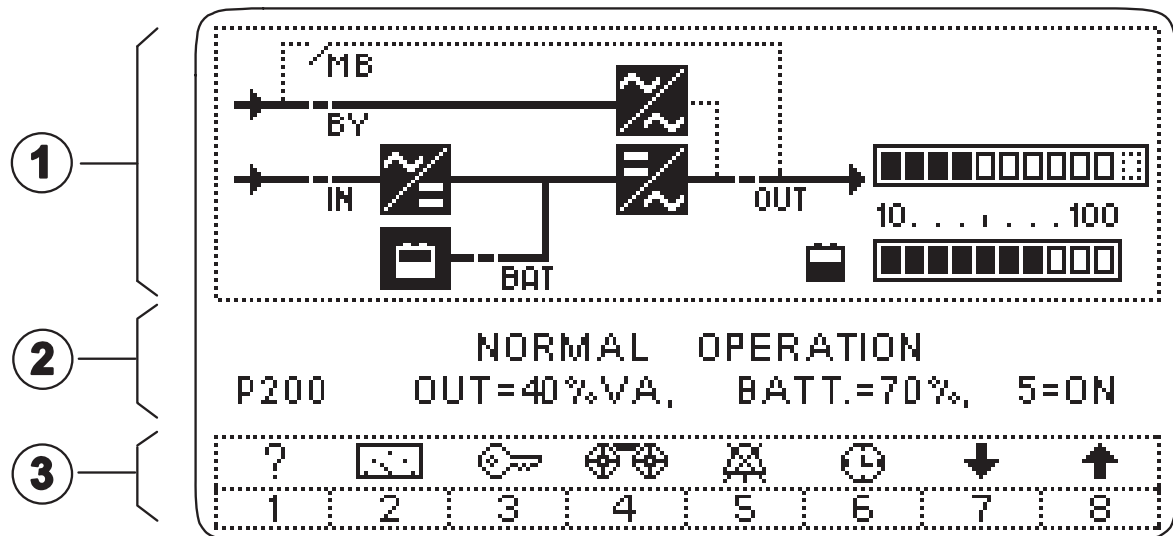 1
MB
BY
IN
OUT
10. . . ı . . . 100
BAT
2
NORMAL OPERATION
P200 OUT=40%VA, BATT.=70%, 5=ON
3
?
1 2 3 4 5 6 7 8